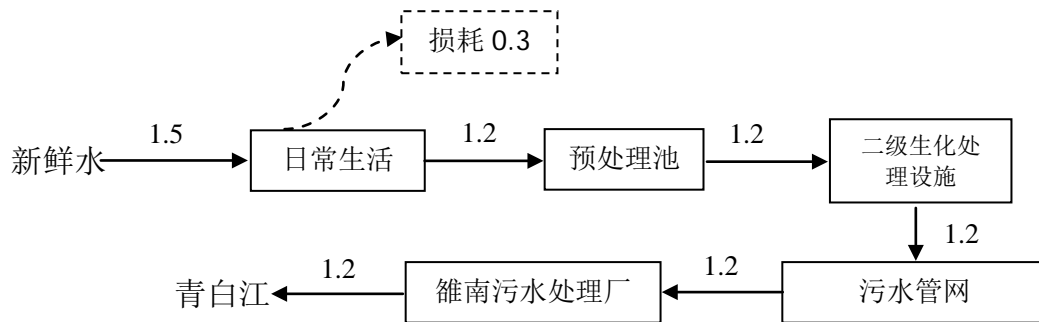 损耗 0.3
1.5
1.2
1.2
新鲜水
日常生活
预处理池
二级生化处
理设施
1.2
1.2
1.2
青白江
雒南污水处理厂
污水管网